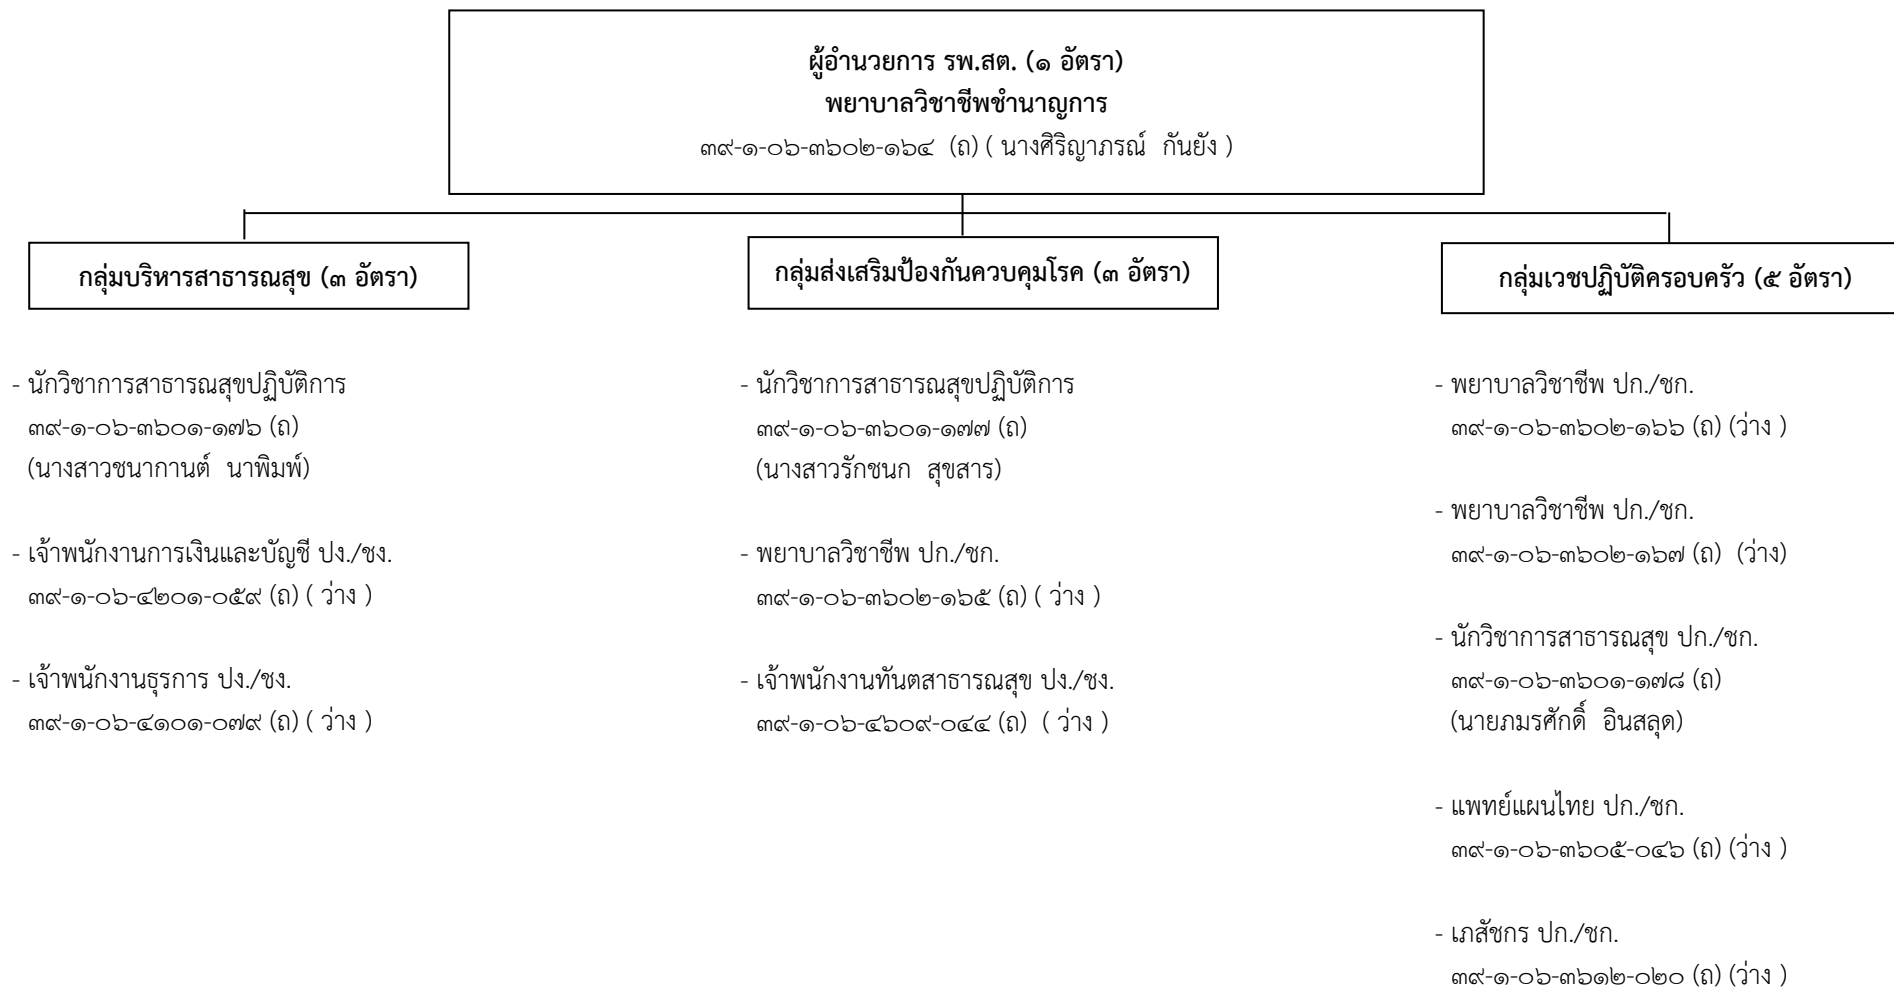 ผู้อำนวยการ รพ.สต. (๑ อัตรา)
พยาบาลวิชาชีพชำนาญการ
๓๙-๑-๐๖-๓๖๐๒-๑๖๔ (ถ) ( นางศิริญาภรณ์ กันยัง )
กลุ่มบริหารสาธารณสุข (๓ อัตรา)
- นักวิชาการสาธารณสุขปฏิบัติการ
๓๙-๑-๐๖-๓๖๐๑-๑๗๖ (ถ)
(นางสาวชนากานต์ นาพิมพ์)
- เจ้าพนักงานการเงินและบัญชี ปง./ชง.
๓๙-๑-๐๖-๔๒๐๑-๐๕๙ (ถ) ( ว่าง )
- เจ้าพนักงานธุรการ ปง./ชง.
๓๙-๑-๐๖-๔๑๐๑-๐๗๙ (ถ) ( ว่าง )
กลุ่มส่งเสริมป้องกันควบคุมโรค (๓ อัตรา)
- นักวิชาการสาธารณสุขปฏิบัติการ
๓๙-๑-๐๖-๓๖๐๑-๑๗๗ (ถ)
(นางสาวรักชนก สุขสาร)
- พยาบาลวิชาชีพ ปก./ชก.
๓๙-๑-๐๖-๓๖๐๒-๑๖๕ (ถ) ( ว่าง )
- เจ้าพนักงานทันตสาธารณสุข ปง./ชง.
๓๙-๑-๐๖-๔๖๐๙-๐๔๔ (ถ) ( ว่าง )
กลุ่มเวชปฏิบัติครอบครัว (๕ อัตรา)
- พยาบาลวิชาชีพ ปก./ชก.
๓๙-๑-๐๖-๓๖๐๒-๑๖๖ (ถ) (ว่าง )
- พยาบาลวิชาชีพ ปก./ชก.
๓๙-๑-๐๖-๓๖๐๒-๑๖๗ (ถ) (ว่าง)
- นักวิชาการสาธารณสุข ปก./ชก.
๓๙-๑-๐๖-๓๖๐๑-๑๗๘ (ถ)
(นายภมรศักดิ์ อินสลุด)
- แพทย์แผนไทย ปก./ชก.
๓๙-๑-๐๖-๓๖๐๕-๐๔๖ (ถ) (ว่าง )
- เภสัชกร ปก./ชก.
๓๙-๑-๐๖-๓๖๑๒-๐๒๐ (ถ) (ว่าง )